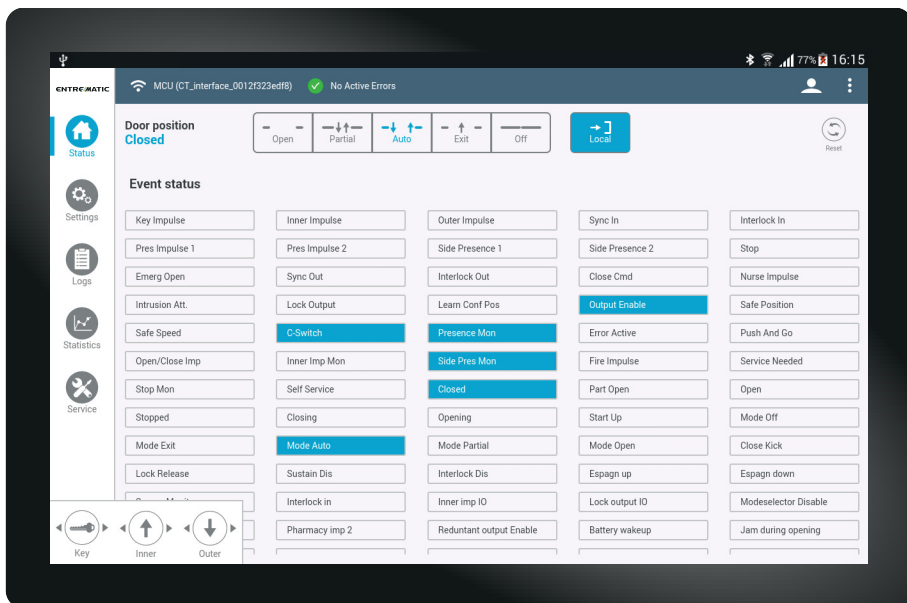 77% 16:15
ENTREMATIC
MCU (CT_interface_0012f323edf8) No Active Errors
Door position
Closed
Open Partial Auto Exit Off
Local
Reset
Status
Settings
Logs
Statistics
Service
Event status
Key Impulse Inner Impulse Outer Impulse Sync In Interlock In
Pres Impulse 1 Pres Impulse 2 Side Presence 1 Side Presence 2 Stop
Emerg Open Sync Out Interlock Out Close Cmd Nurse Impulse
Intrusion Att. Lock Output Learn Conf Pos Output Enable Safe Position
Safe Speed C-Switch Presence Mon Error Active Push And Go
Open/Close Imp Inner Imp Mon Side Pres Mon Fire Impulse Service Needed
Stop Mon Self Service Closed Part Open Open
Stopped Closing Opening Start Up Mode Off
Mode Exit Mode Auto Mode Partial Mode Open Close Kick
Lock Release Sustain Dis Interlock Dis Espagn up Espagn down
Interlock in Inner imp IO Lock output IO Modeselector Disable
Pharmacy imp 2 Reduntant output Enable Battery wakeup Jam during opening
Key Inner Outer